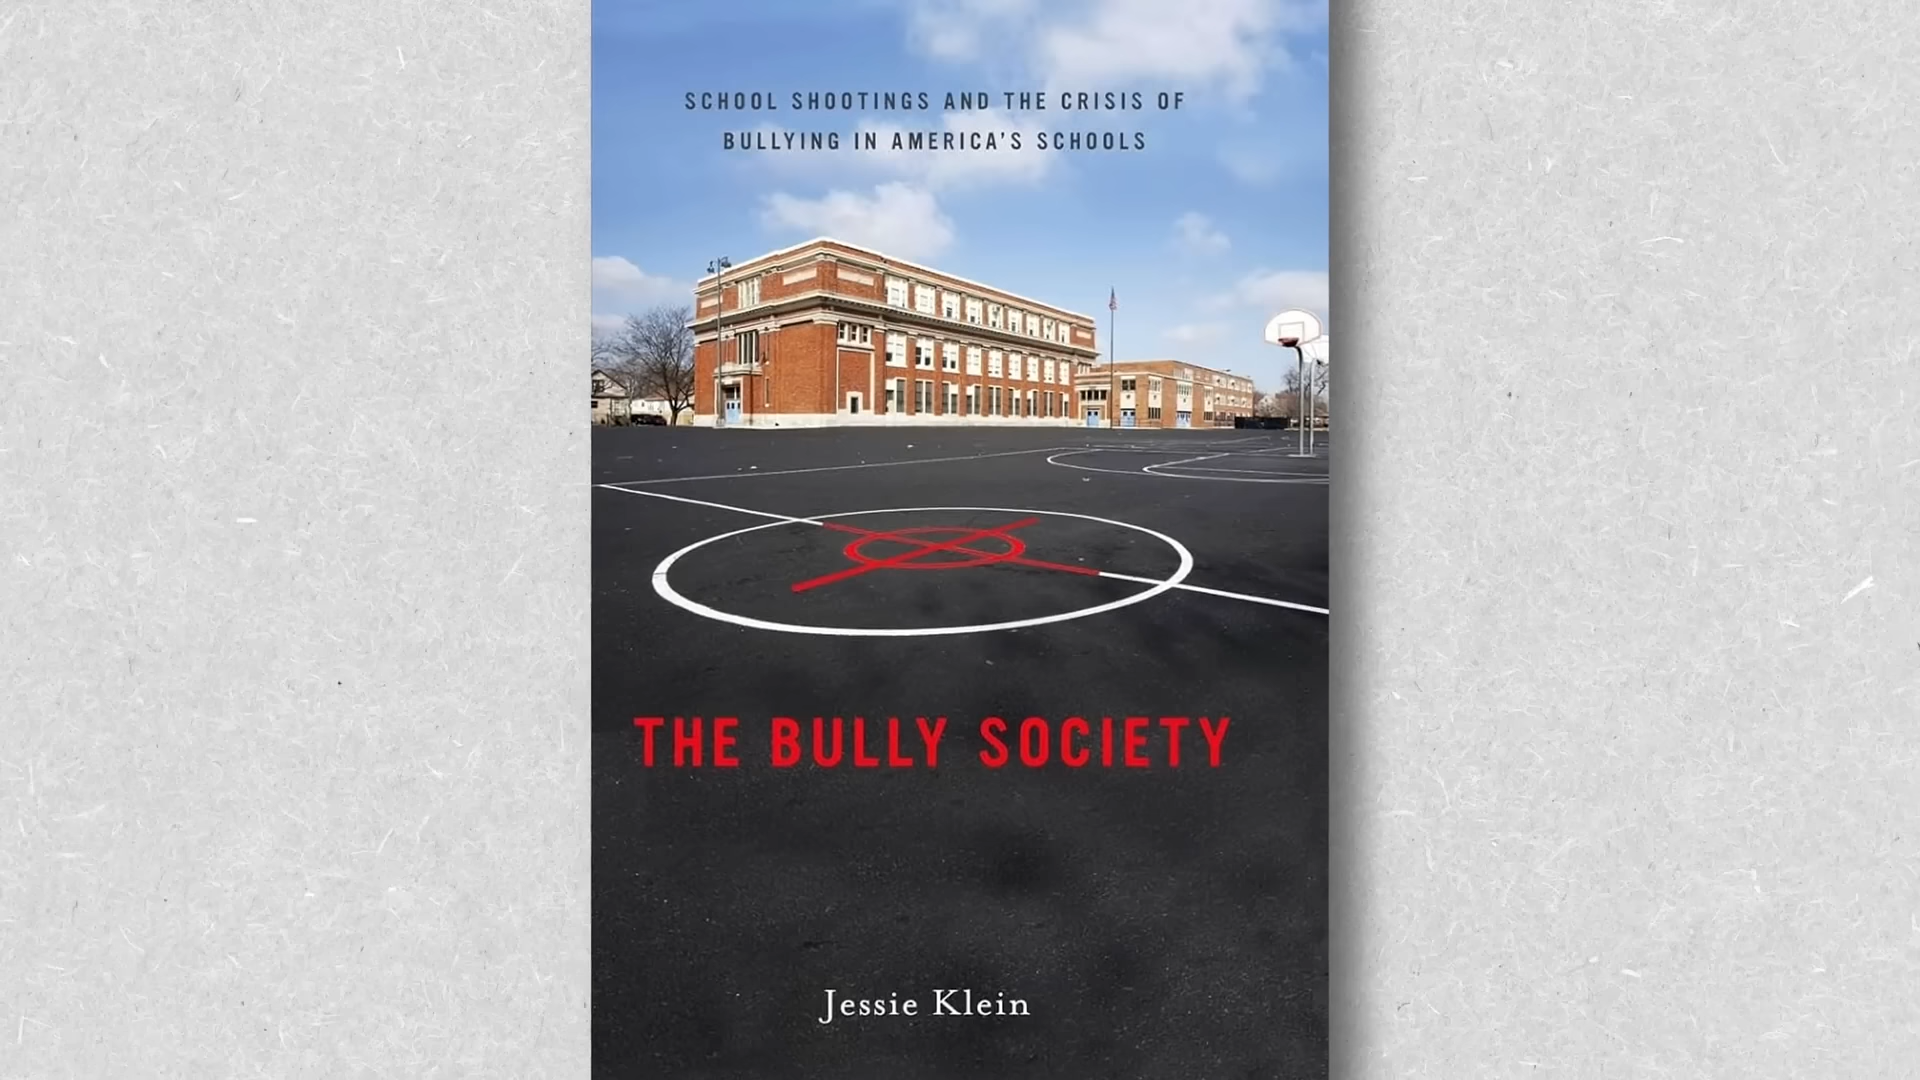 SCHOOL SHOOTINGS AND THE CRISIS OF
BULLYING IN AMERICA'S SCHOOLS
THE BULLY SOCIETY
Jessie Klein